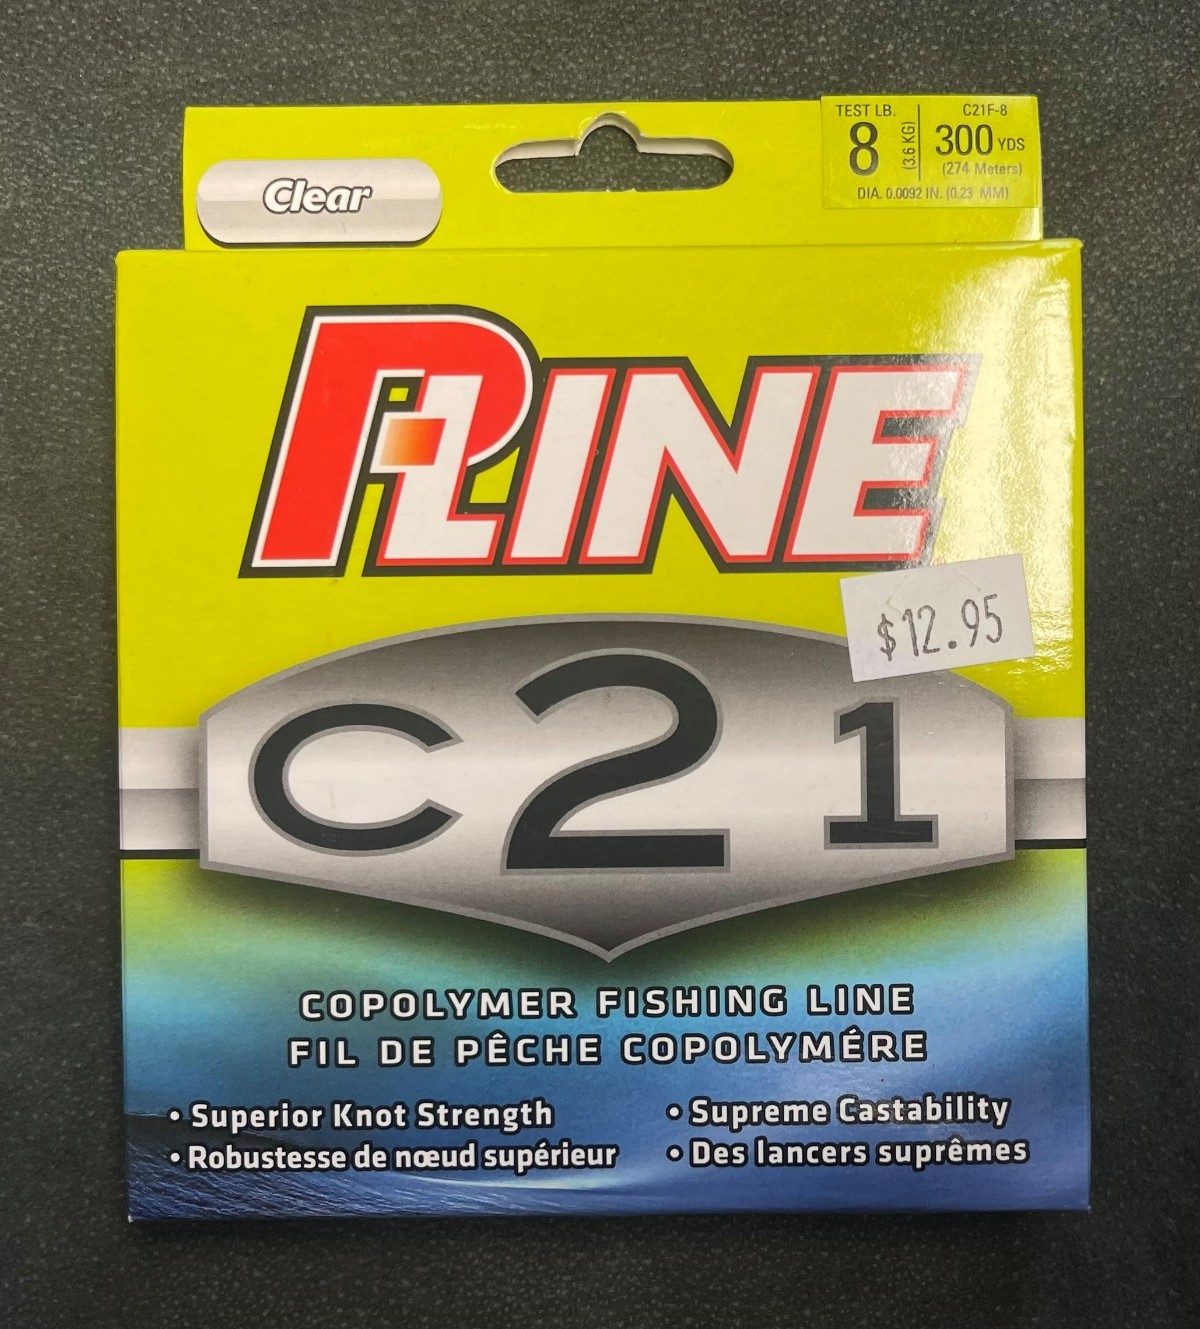 Clear
TEST LB.
8
(3.6 KG)
C21F-8
300 YDS
(274 Meters)
DIA. 0.0092 IN. (0.23 MM)
P-LINE
$12.95
C21
COPOLYMER FISHING LINE
FIL DE PÊCHE COPOLYMÉRE
• Superior Knot Strength
• Robustesse de nœud supérieur
• Supreme Castability
• Des lancers suprêmes